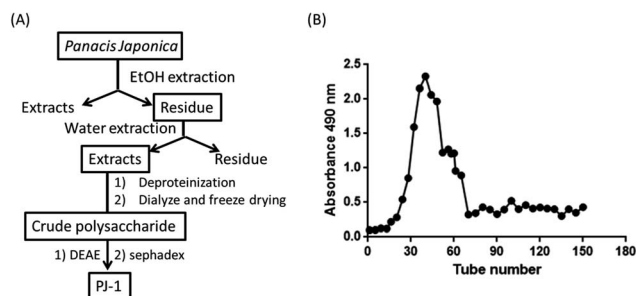 (A)
Panacis Japonica
EtOH extraction
Extracts
Residue
Water extraction
Extracts
Residue
1) Deproteinization
2) Dialyze and freeze drying
Crude polysaccharide
1) DEAE 2) sephadex
PJ-1
(B)
Absorbance 490 nm
2.5
2.0
1.5
1.0
0.5
0.0
0 30 60 90 120 150 180
Tube number